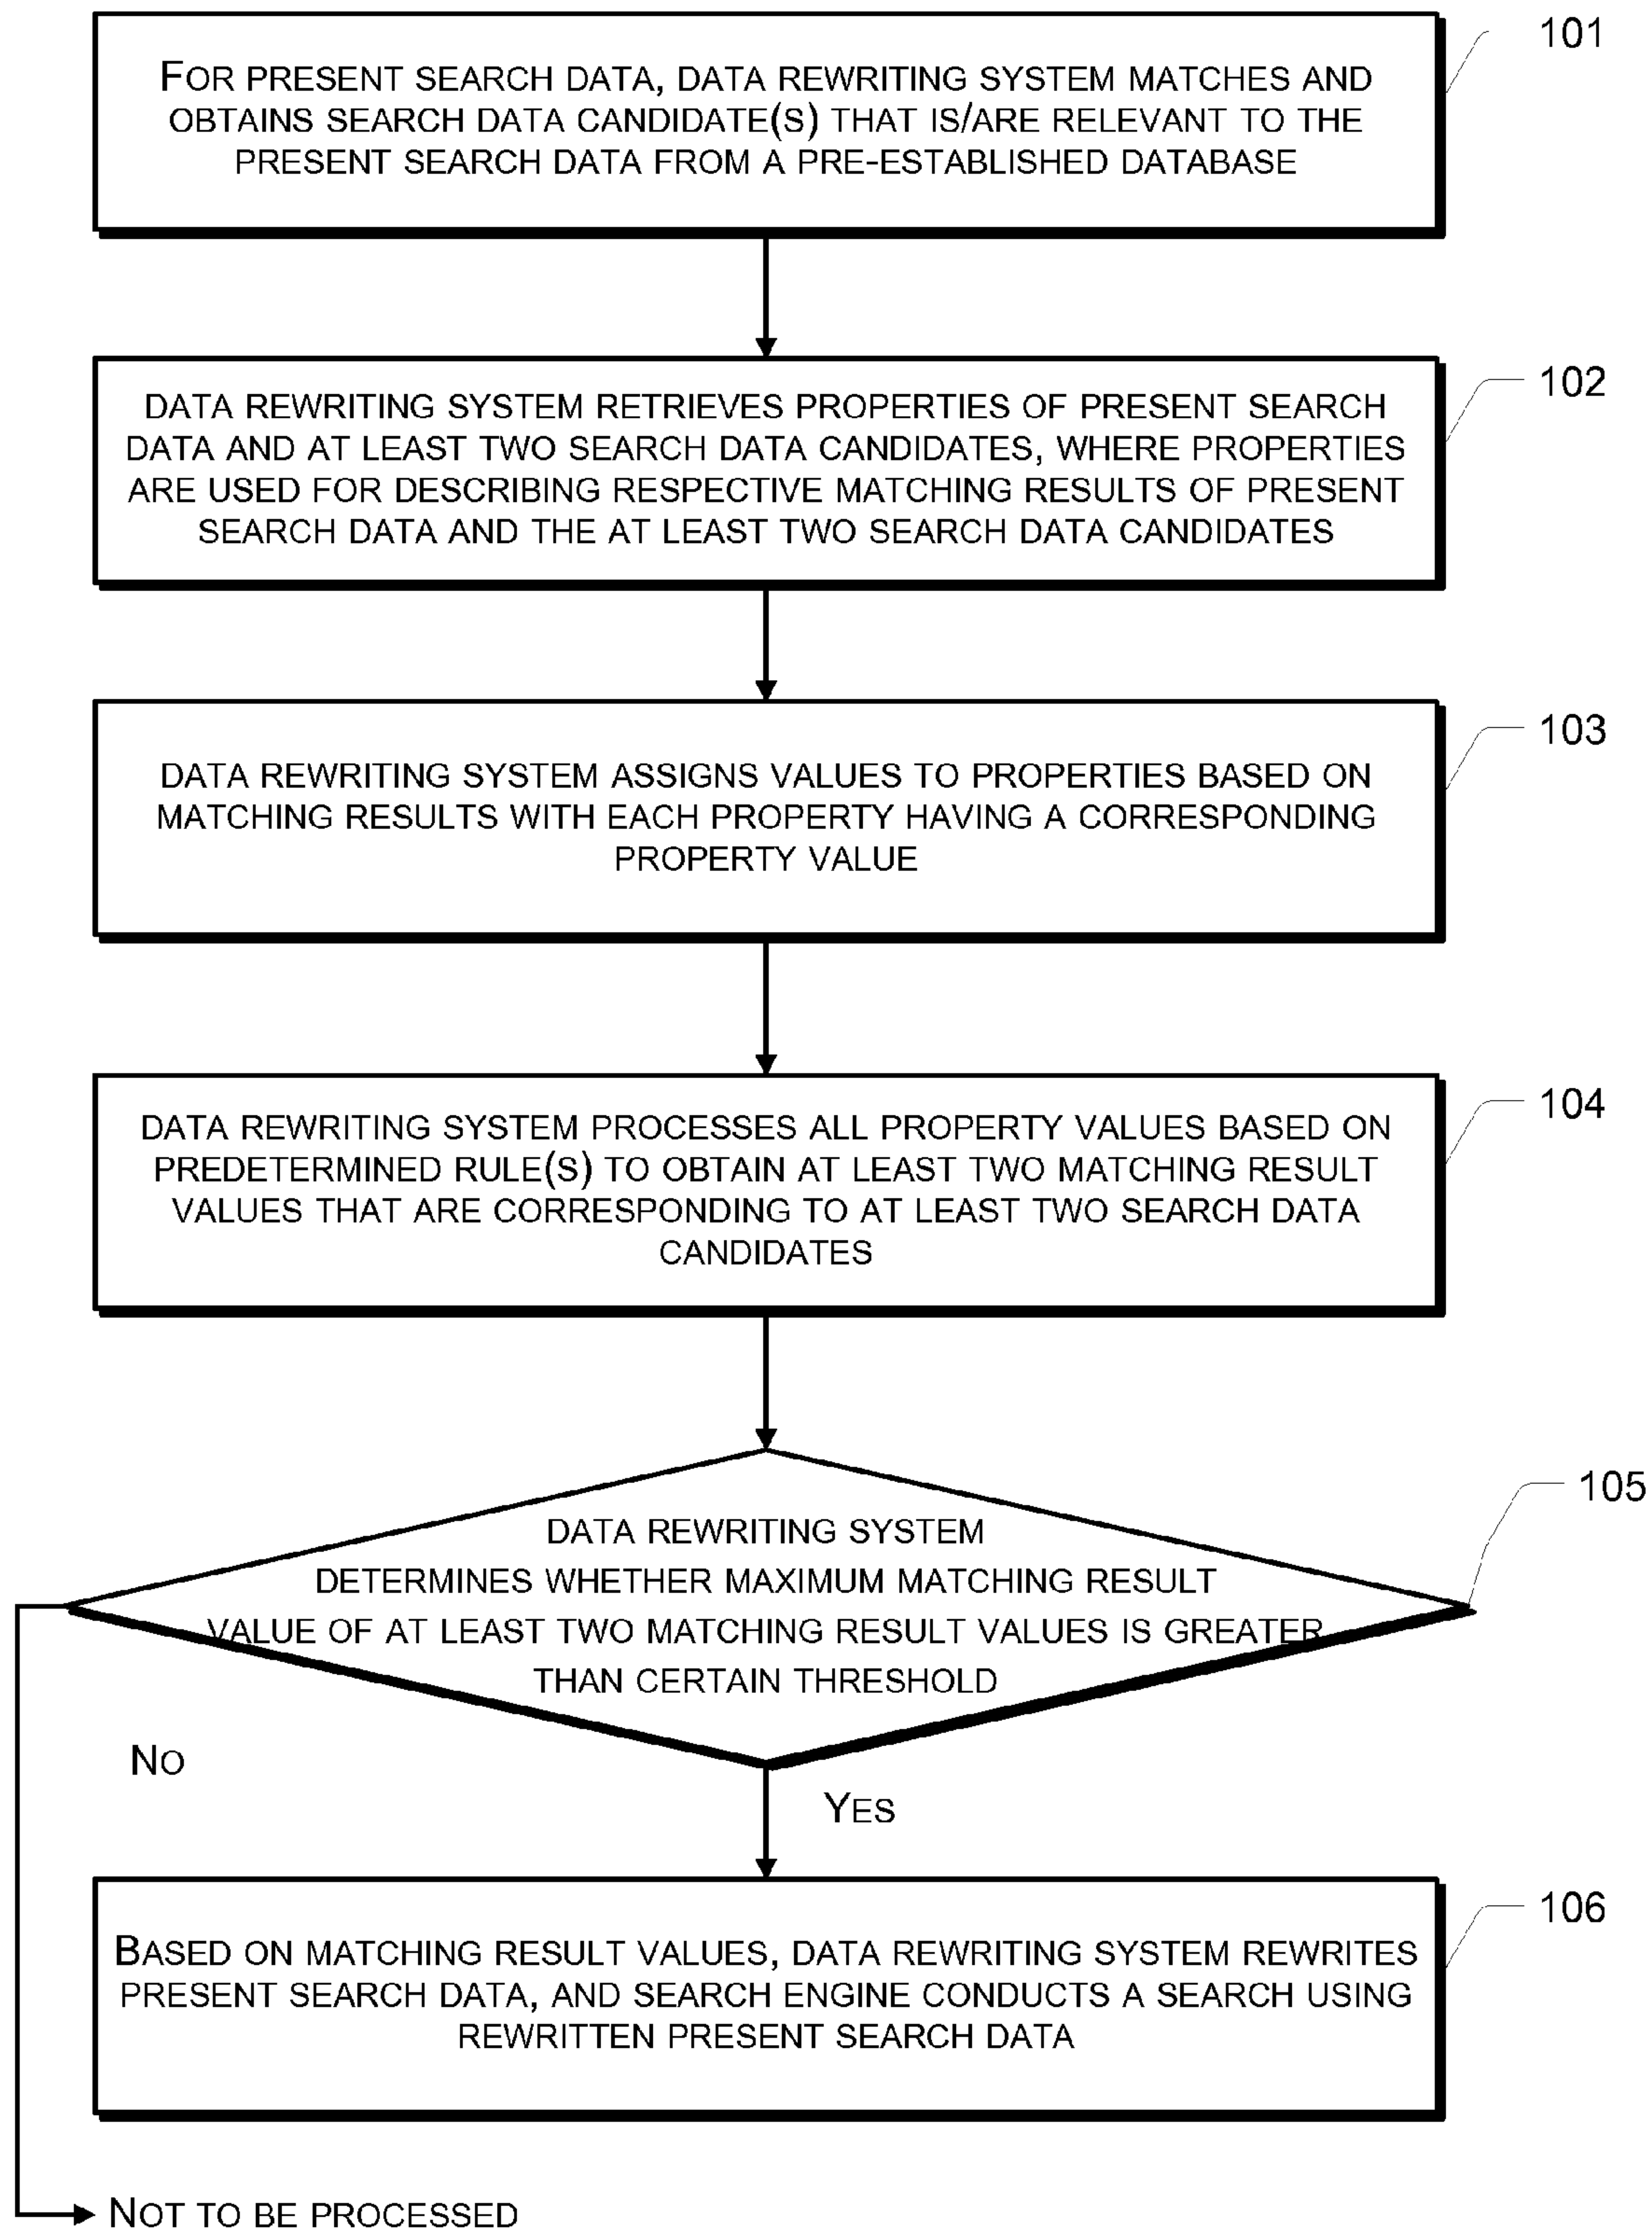 101
FOR PRESENT SEARCH DATA, DATA REWRITING SYSTEM MATCHES AND
OBTAINS SEARCH DATA CANDIDATE(S) THAT IS/ARE RELEVANT TO THE
PRESENT SEARCH DATA FROM A PRE-ESTABLISHED DATABASE
102
DATA REWRITING SYSTEM RETRIEVES PROPERTIES OF PRESENT SEARCH
DATA AND AT LEAST TWO SEARCH DATA CANDIDATES, WHERE PROPERTIES
ARE USED FOR DESCRIBING RESPECTIVE MATCHING RESULTS OF PRESENT
SEARCH DATA AND THE AT LEAST TWO SEARCH DATA CANDIDATES
103
DATA REWRITING SYSTEM ASSIGNS VALUES TO PROPERTIES BASED ON
MATCHING RESULTS WITH EACH PROPERTY HAVING A CORRESPONDING
PROPERTY VALUE
104
DATA REWRITING SYSTEM PROCESSES ALL PROPERTY VALUES BASED ON
PREDETERMINED RULE(S) TO OBTAIN AT LEAST TWO MATCHING RESULT
VALUES THAT ARE CORRESPONDING TO AT LEAST TWO SEARCH DATA
CANDIDATES
105
DATA REWRITING SYSTEM
DETERMINES WHETHER MAXIMUM MATCHING RESULT
VALUE OF AT LEAST TWO MATCHING RESULT VALUES IS GREATER
THAN CERTAIN THRESHOLD
NO
YES
106
BASED ON MATCHING RESULT VALUES, DATA REWRITING SYSTEM REWRITES
PRESENT SEARCH DATA, AND SEARCH ENGINE CONDUCTS A SEARCH USING
REWRITTEN PRESENT SEARCH DATA
NOT TO BE PROCESSED